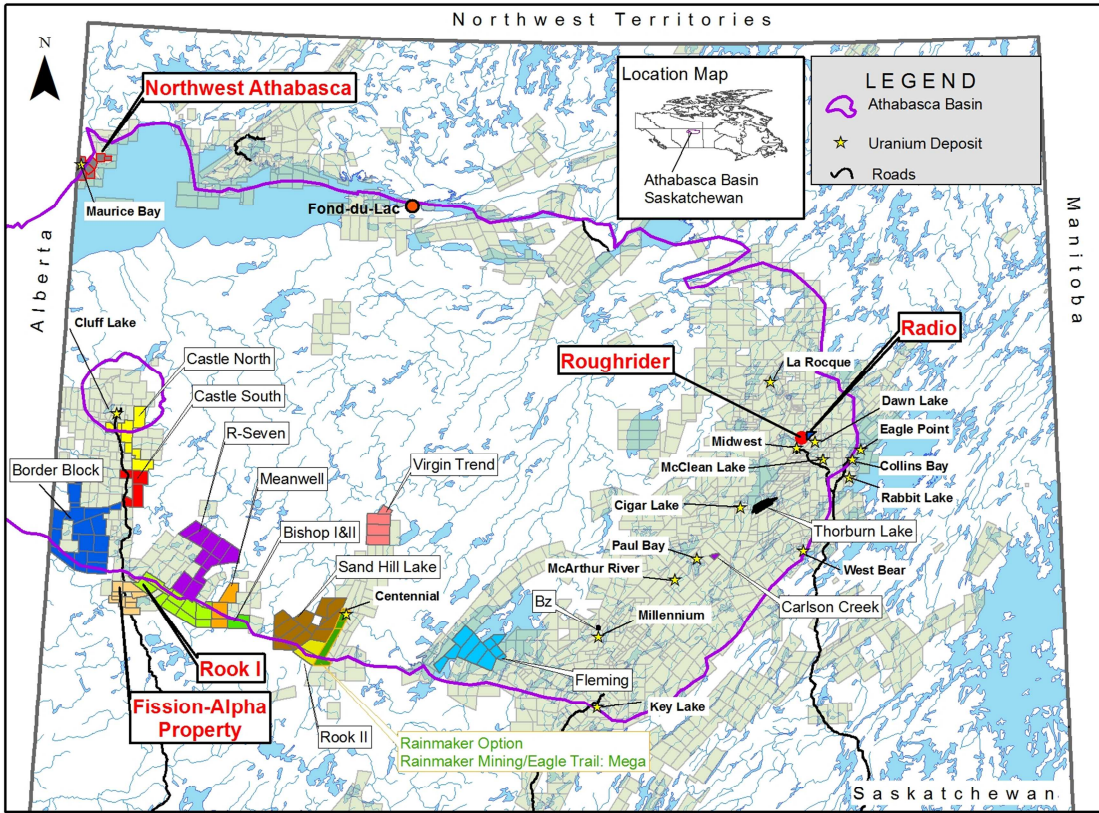 Northwest Territories
N
Northwest Athabasca
Location Map
Athabasca Basin
Saskatchewan
LEGEND
Athabasca Basin
Uranium Deposit
Roads
Maurice Bay
Fond-du-Lac
Alberta
Manitoba
Cluff Lake
Castle North
Castle South
R-Seven
Border Block
Meanwell
Virgin Trend
Bishop I&II
Sand Hill Lake
Centennial
Radio
Roughrider
La Rocque
Dawn Lake
Midwest
Eagle Point
McClean Lake
Collins Bay
Rabbit Lake
Cigar Lake
Thorburn Lake
Paul Bay
McArthur River
West Bear
Bz
Millennium
Carlson Creek
Rook I
Fleming
Fission-Alpha
Property
Key Lake
Rook II
Rainmaker Option
Rainmaker Mining/Eagle Trail: Mega
Saskatchewan